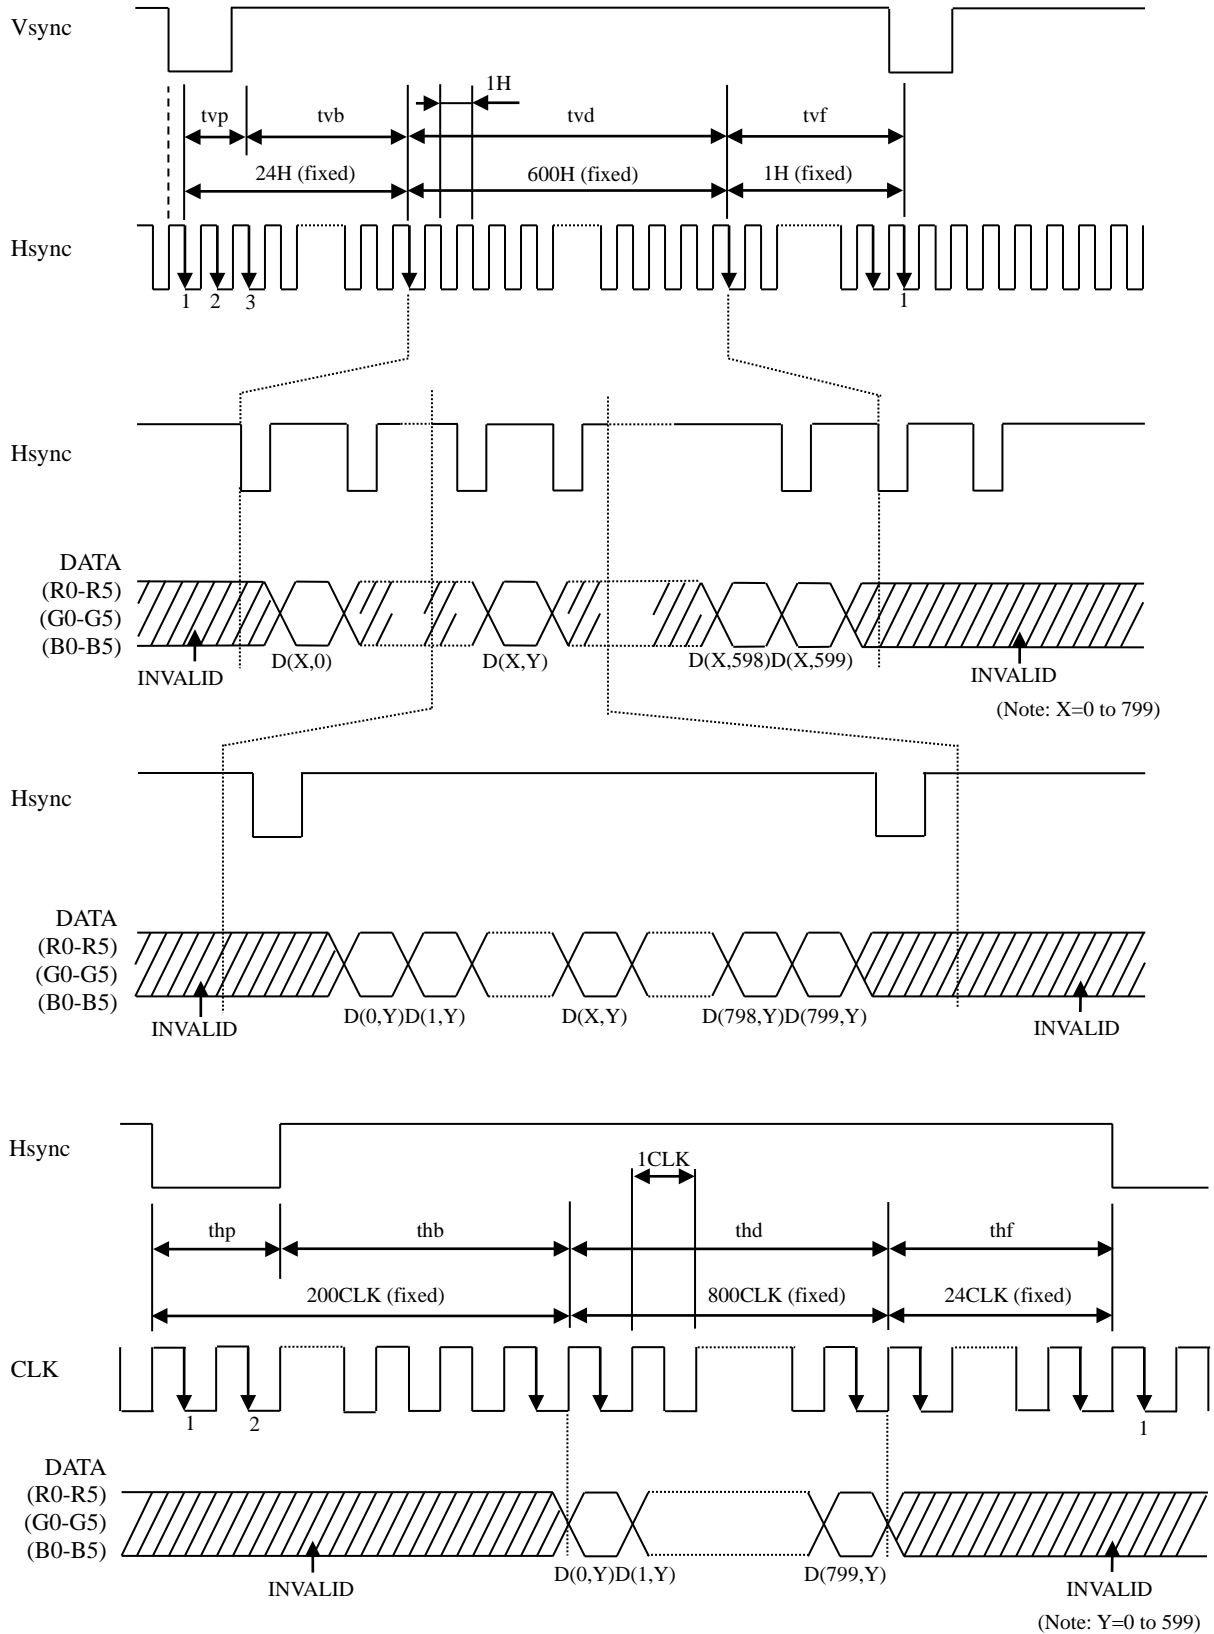 Vsync
1H
tvp
tvb
tvd
tvf
24H (fixed)
600H (fixed)
1H (fixed)
Hsync
1
2
3
1
Hsync
DATA
(R0-R5)
(G0-G5)
(B0-B5)
D(X,0)
D(X,Y)
D(X,598)D(X,599)
INVALID
INVALID
(Note: X=0 to 799)
Hsync
DATA
(R0-R5)
(G0-G5)
(B0-B5)
INVALID
D(0,Y)D(1,Y)
D(X,Y)
D(798,Y)D(799,Y)
INVALID
Hsync
1CLK
thp
thb
thd
thf
200CLK (fixed)
800CLK (fixed)
24CLK (fixed)
CLK
1
2
1
DATA
(R0-R5)
(G0-G5)
(B0-B5)
INVALID
D(0,Y)D(1,Y)
D(799,Y)
INVALID
(Note: Y=0 to 599)